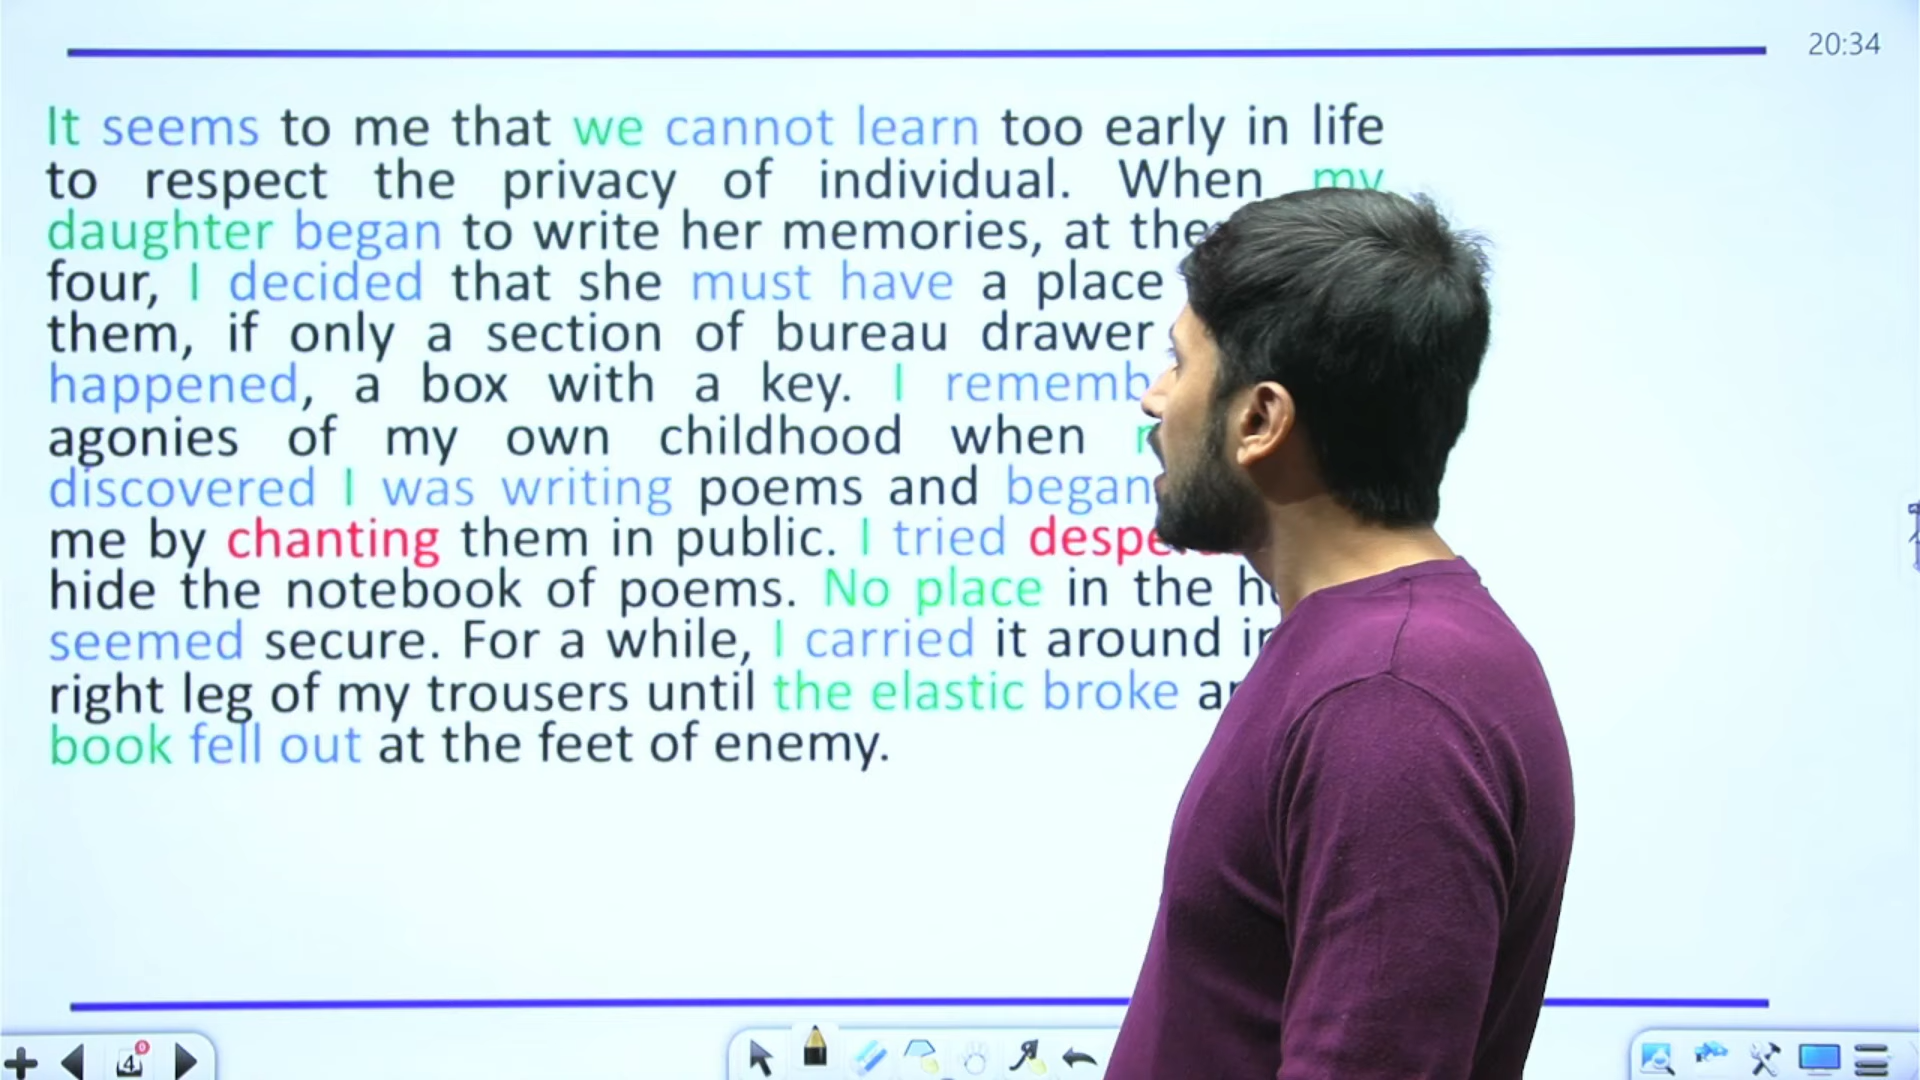 20:34
It seems to me that we cannot learn too early in life
to respect the privacy of individual. When my
daughter began to write her memories, at the
four, I decided that she must have a place
them, if only a section of bureau drawer
happened, a box with a key. I
agonies of my own childhood when
discovered I was writing poems and began
me by chanting them in public. I tried
hide the notebook of poems. No place in the
seemed secure. For a while, I carried it around
right leg of my trousers until the elastic broke
book fell out at the feet of enemy.
4